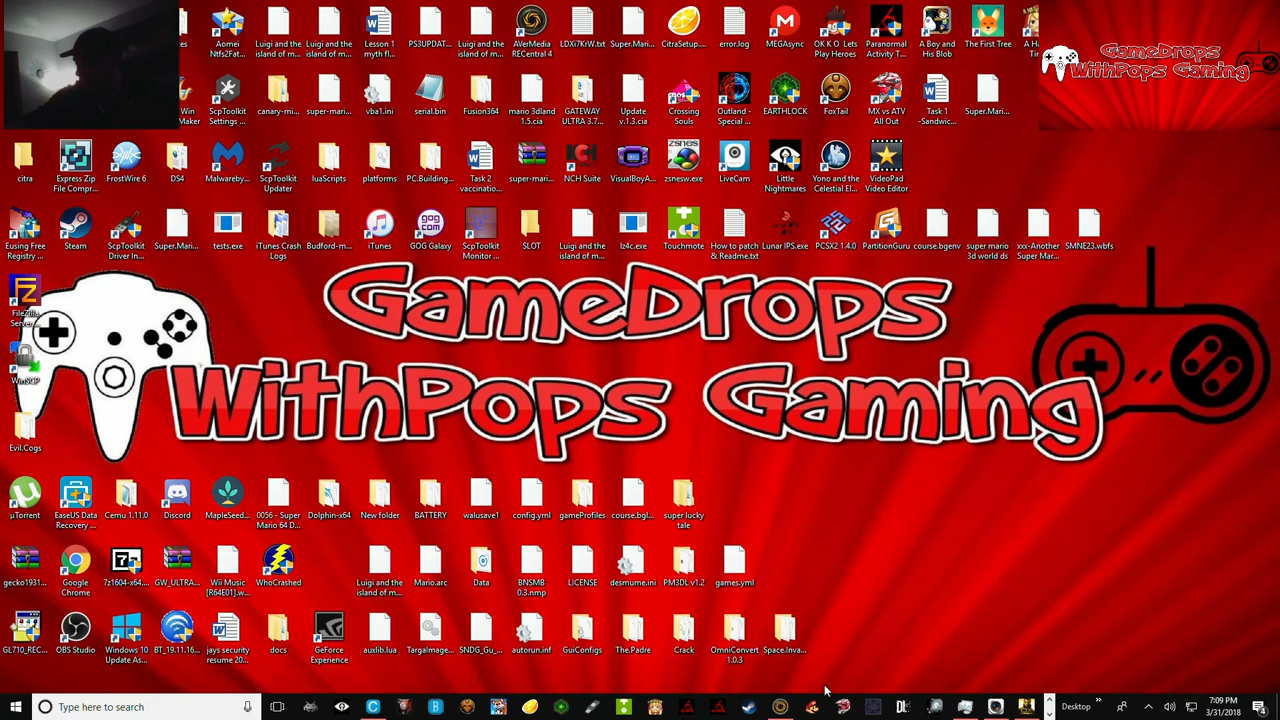 Aomei
Ntfs2Fat...
Luigi and the
island of m...
Luigi and the
island of m...
Lesson 1
myth fl...
PS3UPDAT...
Luigi and the
island of m...
AVerMedia
RECentral 4
LDXi7KrW.txt
Super.Mari...
CitraSetup....
error.log
MEGAsync
OK K O Lets
Play Heroes
Paranormal
Activity T...
A Boy and
His Blob
The First Tree
GameDrops
WithPops Gaming
Win
Maker
ScpToolkit
Settings ...
canary-mi...
super-mari...
vba1.ini
serial.bin
Fusion364
mario 3dland
1.5.cia
GATEWAY
ULTRA 3.7...
Update
v.1.3.cia
Crossing
Souls
Outland -
Special ...
EARTHLOCK
FoxTail
MX vs ATV
All Out
Task 1
-Sandwic...
Super.Mari...
citra
Express Zip
File Compr...
FrostWire 6
DS4
Malwareby...
ScpToolkit
Updater
luaScripts
platforms
PC.Building...
Task 2
vaccinatio...
super-mari...
NCH Suite
VisualBoyA...
zsnesw.exe
LiveCam
Little
Nightmares
Yono and the
Celestial El...
VideoPad
Video Editor
Eusing Free
Registry ...
Steam
ScpToolkit
Driver In...
Super.Mari...
tests.exe
iTunes Crash
Logs
Budford-m...
iTunes
GOG Galaxy
ScpToolkit
Monitor ...
SLOT
Luigi and the
island of m...
lz4c.exe
Touchmote
How to patch
& Readme.txt
Lunar IPS.exe
PCSX2 1.4.0
PartitionGuru
course.bgenv
super mario
3d world ds
xxx-Another
Super Mar...
SMNE23.wbfs
GameDrops
WithPops Gaming
FileZilla
Server...
WinSCP
Evil.Cogs
µTorrent
EaseUS Data
Recovery ...
Cemu 1.11.0
Discord
MapleSeed...
0056 - Super
Mario 64 D...
Dolphin-x64
New folder
BATTERY
walusave1
config.yml
gameProfiles
course.bgl...
super lucky
tale
gecko1931...
Google
Chrome
7z1604-x64....
GW_ULTRA...
Wii Music
[R64E01].w...
WhoCrashed
Luigi and the
island of m...
Mario.arc
Data
BNSMB
0.3.nmp
LICENSE
desmume.ini
PM3DL v1.2
games.yml
GL710_REC...
OBS Studio
Windows 10
Update As...
BT_19.11.16...
jays security
resume 20...
docs
GeForce
Experience
auxlib.lua
TargaImage...
SNDG_Gu_...
autorun.inf
GuiConfigs
The.Padre
Crack
OmniConvert
1.0.3
Space.Inva...
Type here to search
Desktop
7:09 PM
3/31/2018